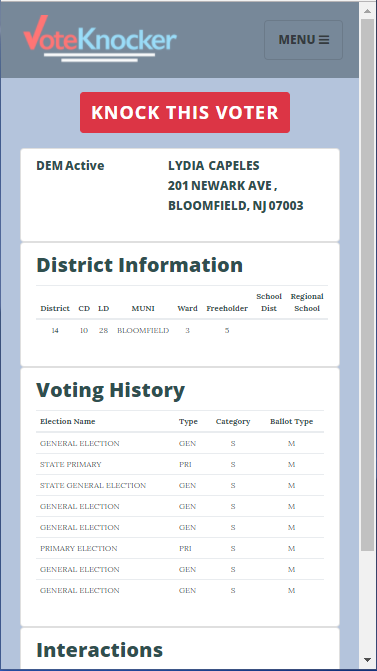 VoteKnocker
MENU
KNOCK THIS VOTER
DEM Active
LYDIA CAPELES
201 NEWARK AVE ,
BLOOMFIELD, NJ 07003
District Information
District CD LD MUNI Ward Freeholder School Dist Regional School
14 10 28 BLOOMFIELD 3 5
Voting History
Election Name Type Category Ballot Type
GENERAL ELECTION GEN S M
STATE PRIMARY PRI S M
STATE GENERAL ELECTION GEN S M
GENERAL ELECTION GEN S M
GENERAL ELECTION GEN S M
PRIMARY ELECTION PRI S M
GENERAL ELECTION GEN S M
GENERAL ELECTION GEN S M
Interactions